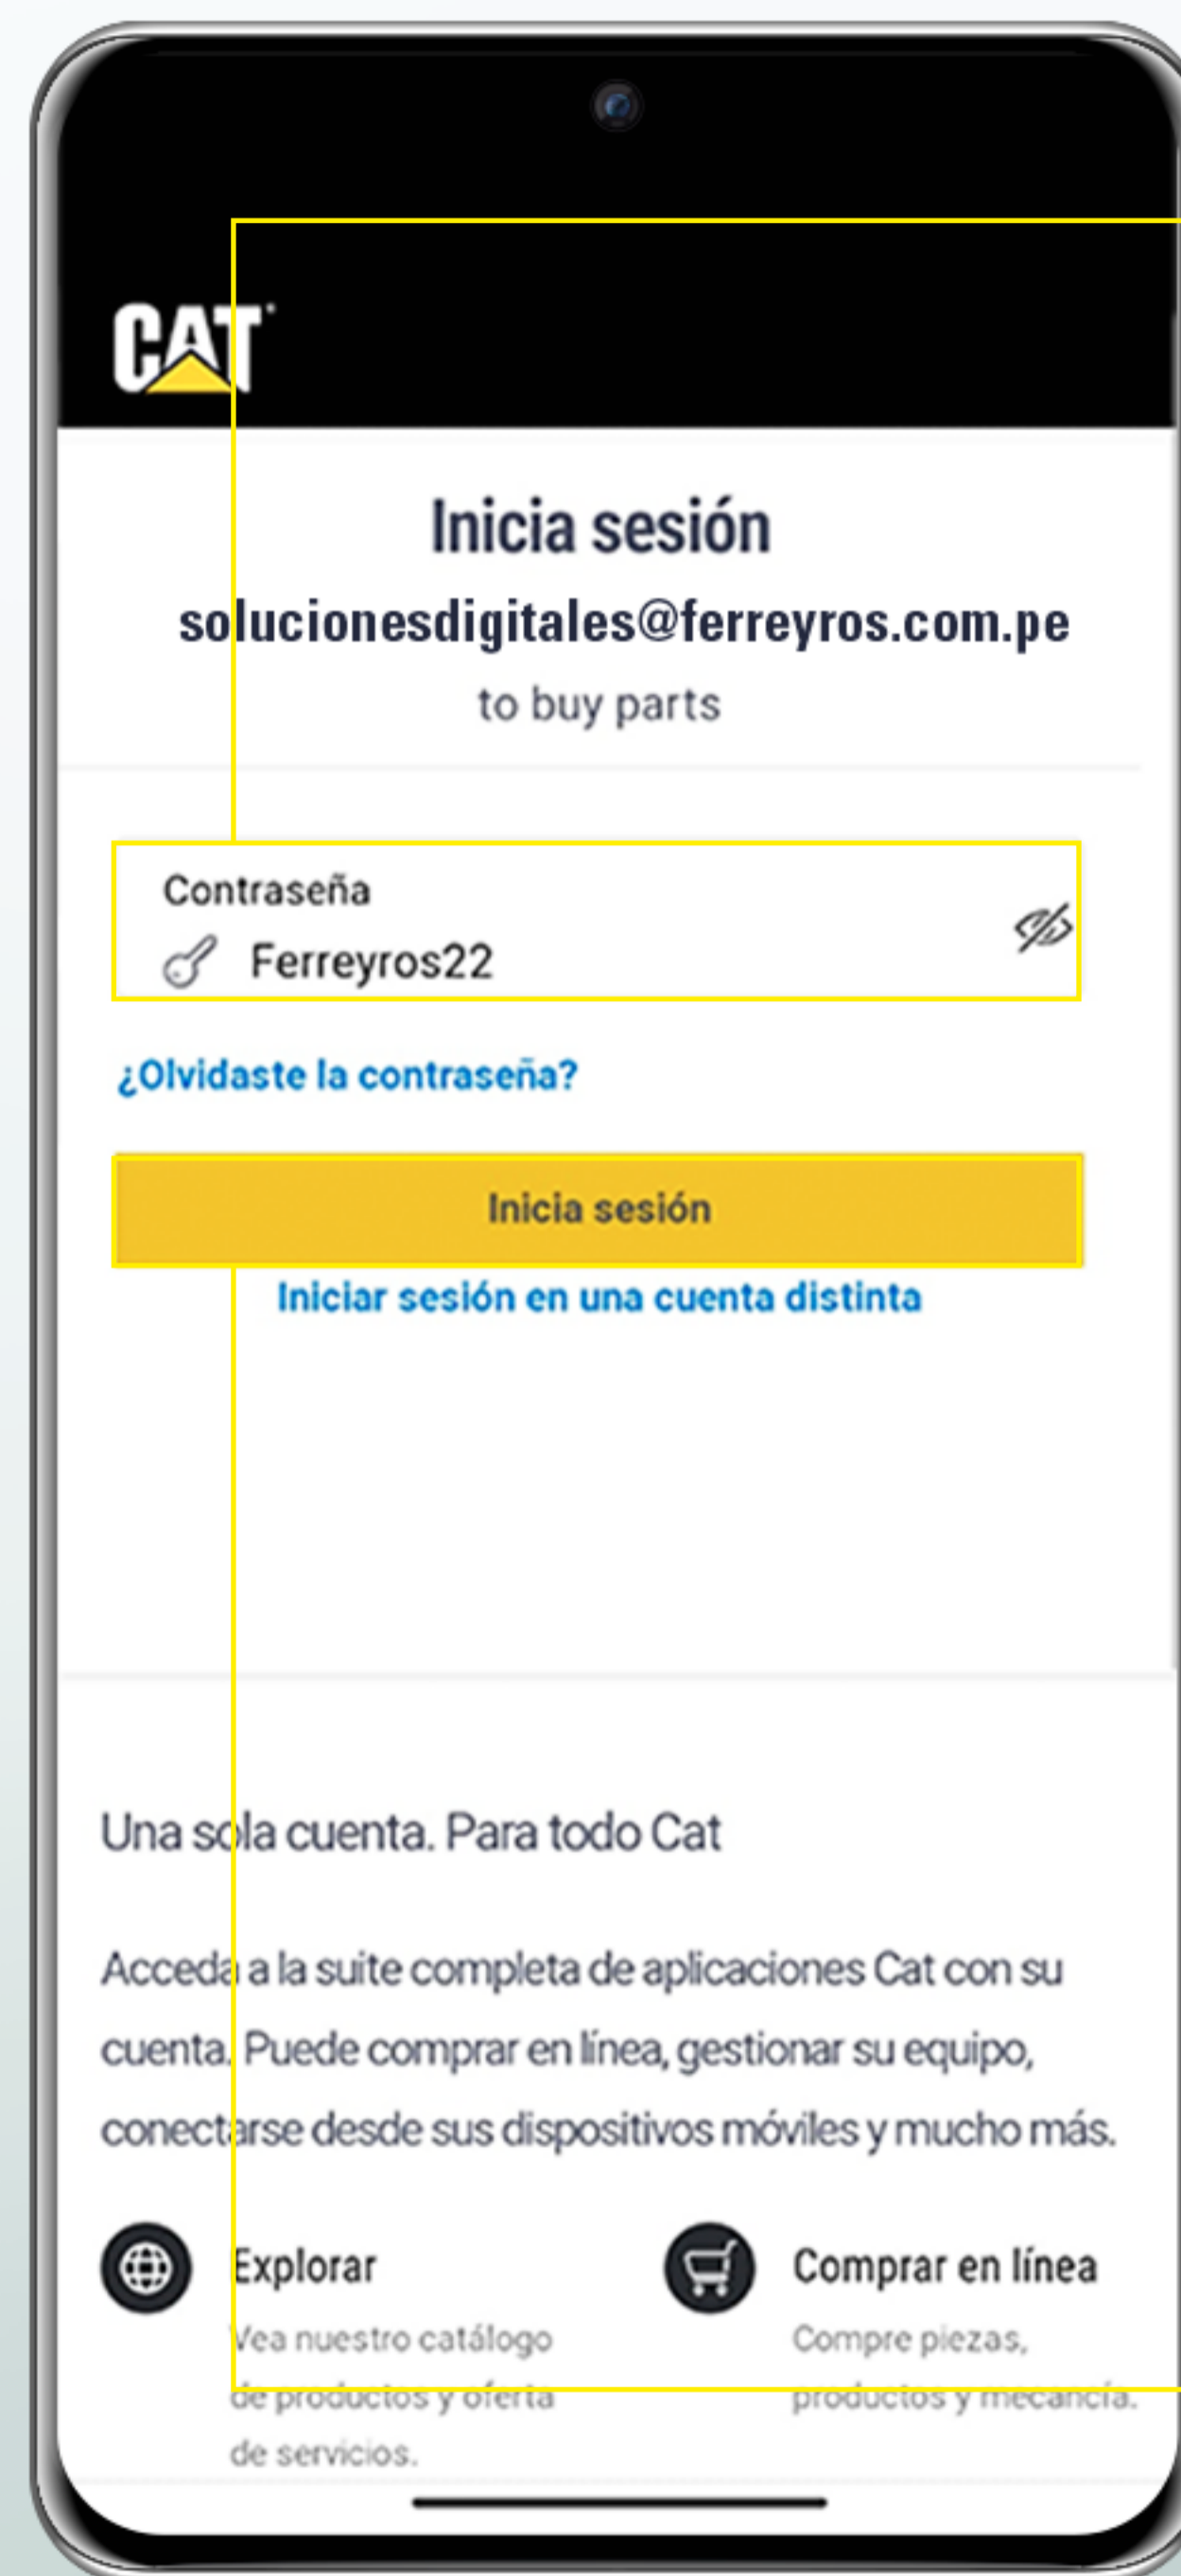 CAT
Inicia sesión
solucionesdigitales@ferreyros.com.pe
to buy parts
Contraseña
Ferreyros22
¿Olvidaste la contraseña?
Inicia sesión
Iniciar sesión en una cuenta distinta
Una sola cuenta. Para todo Cat
Acceda a la suite completa de aplicaciones Cat con su
cuenta. Puede comprar en línea, gestionar su equipo,
conectarse desde sus dispositivos móviles y mucho más.
Explorar
Vea nuestro catálogo
de productos y oferta
de servicios.
Comprar en línea
Compre piezas,
productos y mecancía.